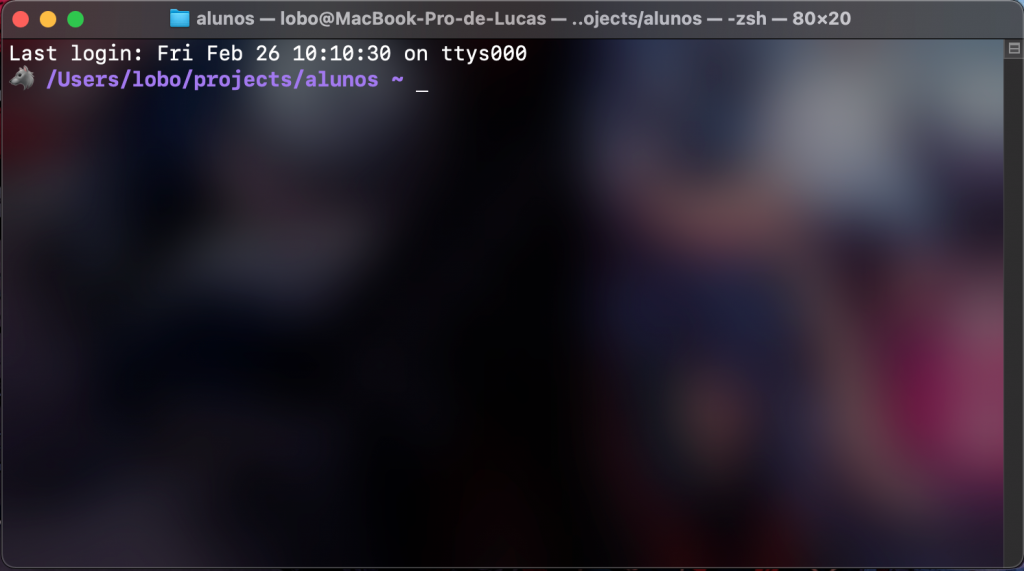 alunos — lobo@MacBook-Pro-de-Lucas — ..ojects/alunos — -zsh — 80×20
Last login: Fri Feb 26 10:10:30 on ttys000
🐺 /Users/lobo/projects/alunos ~ _